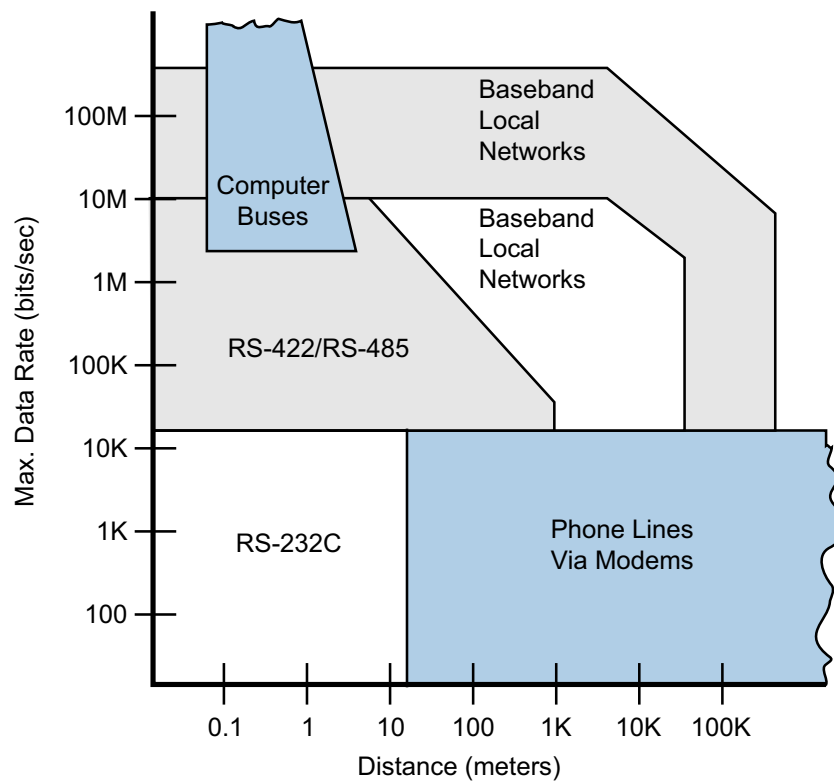 Max. Data Rate (bits/sec)
100M
10M
1M
100K
10K
1K
100
Computer
Buses
Baseband
Local
Networks
Baseband
Local
Networks
RS-422/RS-485
RS-232C
Phone Lines
Via Modems
0.1
1
10
100
1K
10K
100K
Distance (meters)